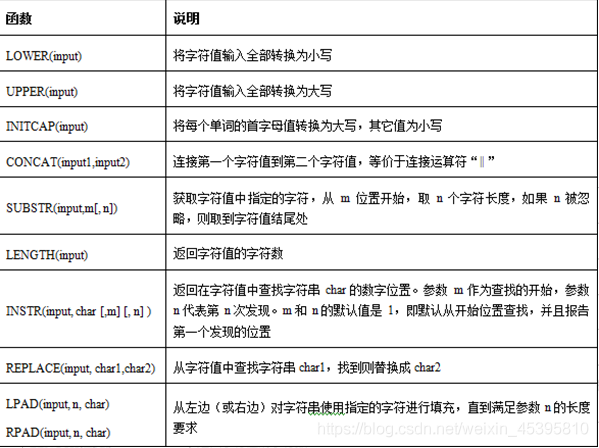 函数 说明
LOWER(input) 将字符值输入全部转换为小写
UPPER(input) 将字符值输入全部转换为大写
INITCAP(input) 将每个单词的首字母值转换为大写，其它值为小写
CONCAT(input1,input2) 连接第一个字符值到第二个字符值，等价于连接运算符“||”
SUBSTR(input,m[, n]) 获取字符值中指定的字符，从 m 位置开始，取 n 个字符长度，如果 n 被忽
略，则取到字符值结尾处
LENGTH(input) 返回字符值的字符数
INSTR(input, char [,m] [, n] ) 返回在字符值中查找字符串 char 的数字位置。参数 m 作为查找的开始，参数
n 代表第 n 次发现。m 和 n 的默认值是 1，即默认从开始位置查找，并且报告
第一个发现的位置
REPLACE(input, char1,char2) 从字符值中查找字符串 char1，找到则替换成 char2
LPAD(input, n, char)
RPAD(input, n, char)
从左边（或右边）对字符串使用指定的字符进行填充，直到满足参数 n 的长度
要求
https://blog.csdn.net/weixin_45395810